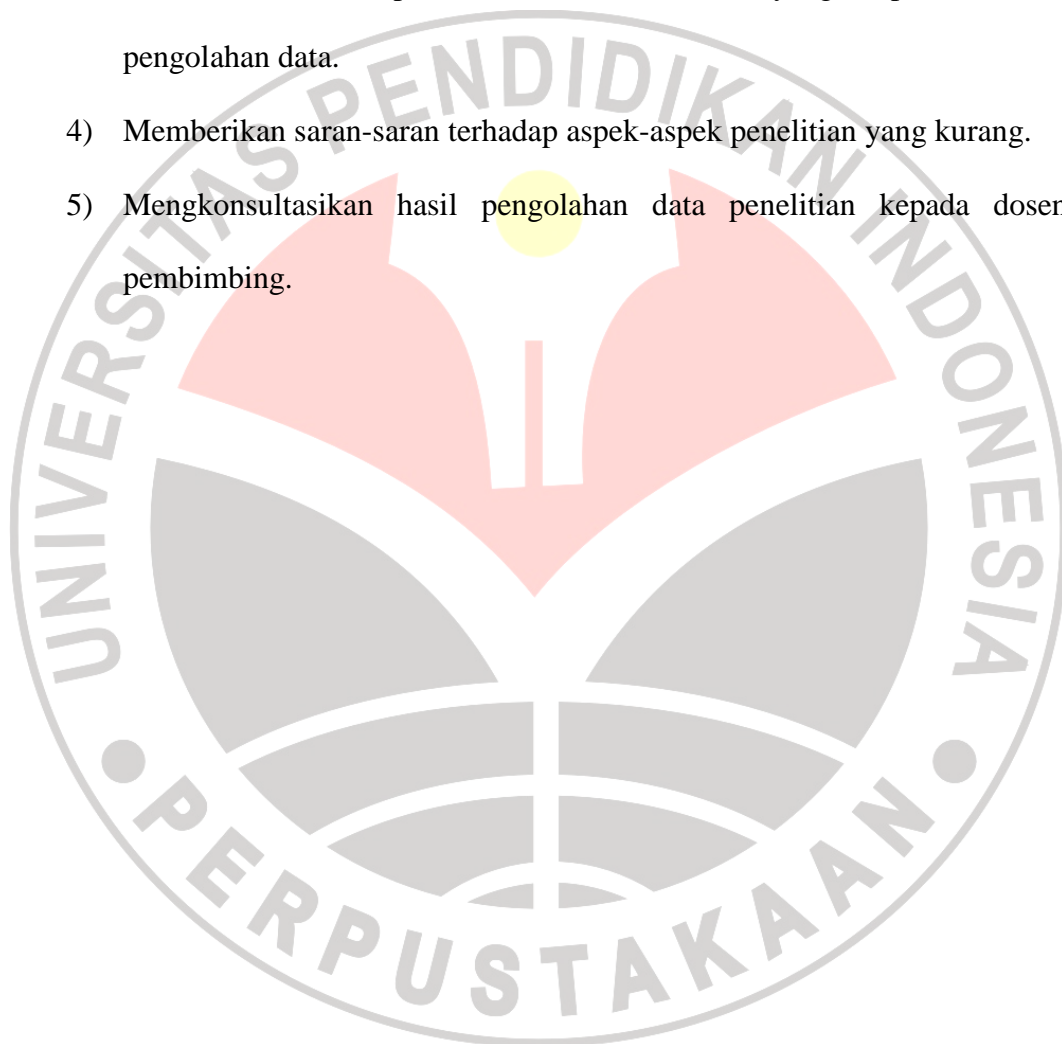 pengolahan data.
4) Memberikan saran-saran terhadap aspek-aspek penelitian yang kurang.
5) Mengkonsultasikan hasil pengolahan data penelitian kepada dosen
pembimbing.
UNIVERSITAS PENDIDIKAN INDONESIA
PERPUSTAKAAN